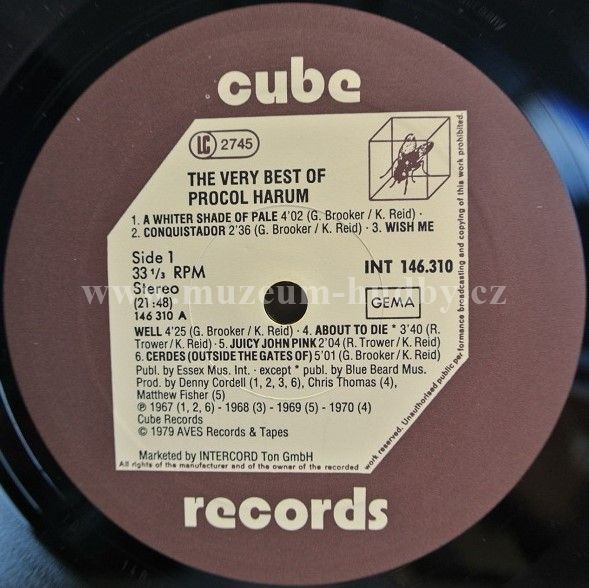 cube
LC 2745
THE VERY BEST OF
PROCOL HARUM
1. A WHITER SHADE OF PALE 4'02 (G. Brooker / K. Reid) ·
2. CONQUISTADOR 2'36 (G. Brooker / K. Reid) · 3. WISH ME
Side 1
33 1/3 RPM
Stereo
(21:48)
146 310 A
INT 146.310
GEMA
www.muzeum-hudby.cz
WELL 4'25 (G. Brooker / K. Reid) · 4. ABOUT TO DIE * 3'40 (R.
Trower/K. Reid) · 5. JUICY JOHN PINK 2'04 (R. Trower / K. Reid)
6. CERDES (OUTSIDE THE GATES OF) 5'01 (G. Brooker / K. Reid)
Publ. by Essex Mus. Int. · except * publ. by Blue Beard Mus.
Prod. by Denny Cordell (1, 2, 3, 6), Chris Thomas (4),
Matthew Fisher (5)
℗ 1967 (1, 2, 6) - 1968 (3) - 1969 (5) - 1970 (4)
Cube Records
© 1979 AVES Records & Tapes
Marketed by INTERCORD Ton GmbH
All rights of the manufacturer and of the owner of the recorded
work reserved. Unauthorised public performance broadcasting and copying of this work prohibited.
records